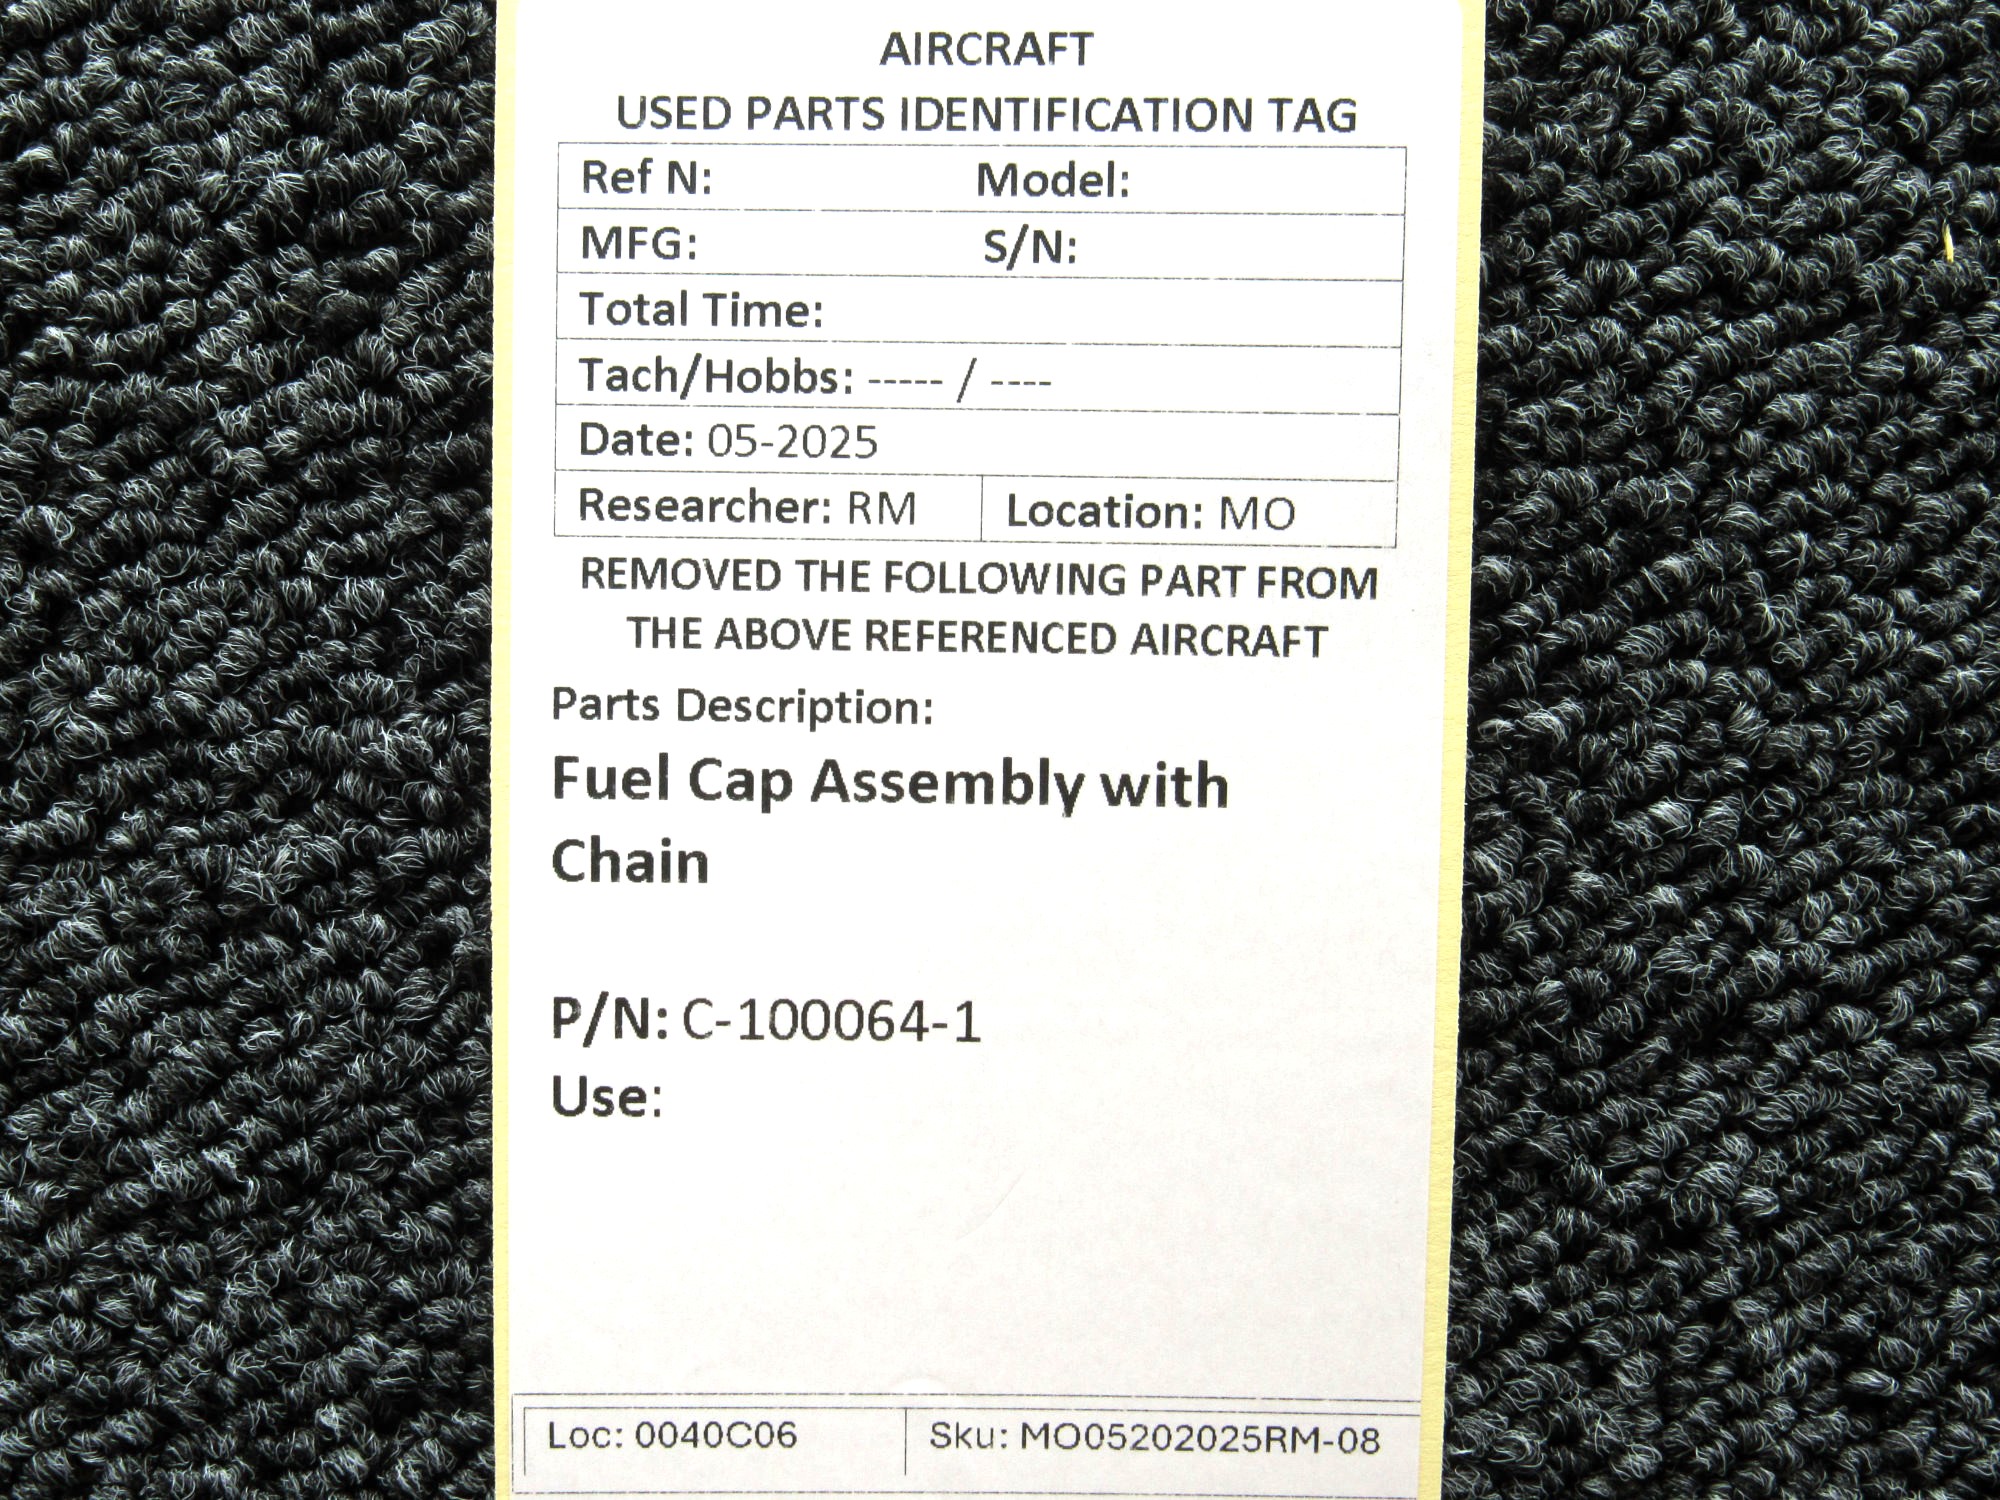 AIRCRAFT
USED PARTS IDENTIFICATION TAG
Ref N: Model:
MFG: S/N:
Total Time:
Tach/Hobbs: ----- / ----
Date: 05-2025
Researcher: RM Location: MO
REMOVED THE FOLLOWING PART FROM
THE ABOVE REFERENCED AIRCRAFT
Parts Description:
Fuel Cap Assembly with
Chain
P/N: C-100064-1
Use:
Loc: 0040C06 Sku: MO05202025RM-08